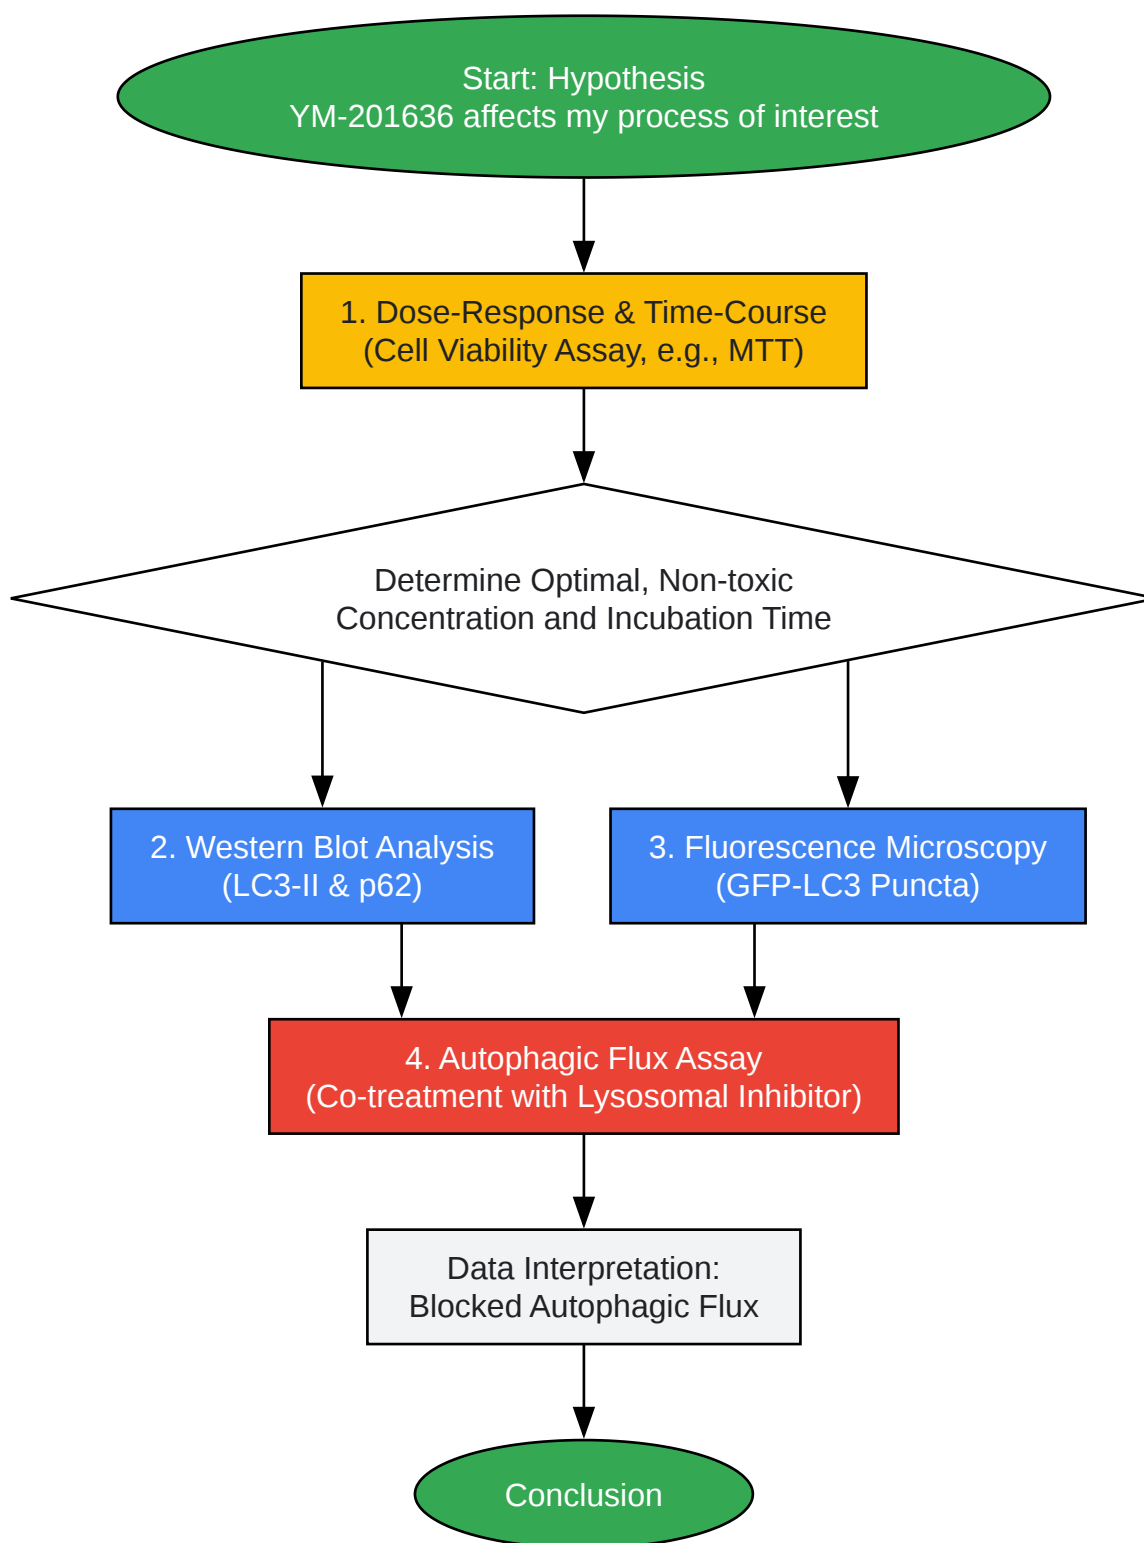 Start: Hypothesis
YM-201636 affects my process of interest
1. Dose-Response & Time-Course
(Cell Viability Assay, e.g., MTT)
Determine Optimal, Non-toxic
Concentration and Incubation Time
2. Western Blot Analysis
(LC3-II & p62)
3. Fluorescence Microscopy
(GFP-LC3 Puncta)
4. Autophagic Flux Assay
(Co-treatment with Lysosomal Inhibitor)
Data Interpretation:
Blocked Autophagic Flux
Conclusion